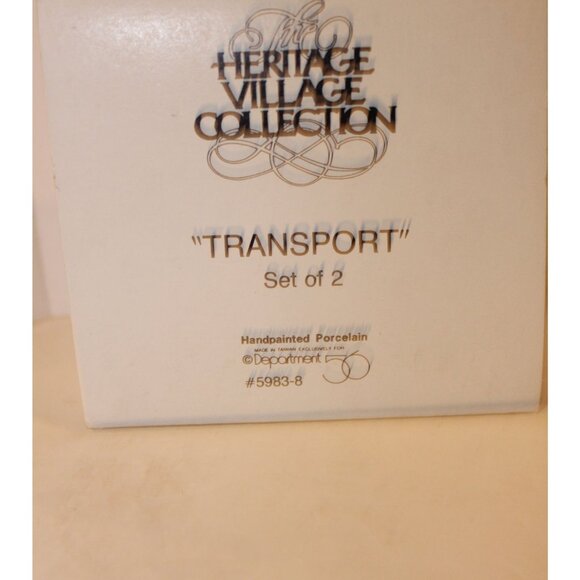 The
HERITAGE
VILLAGE
COLLECTION
"TRANSPORT"
Set of 2
Handpainted Porcelain
MADE IN TAIWAN EXCLUSIVELY FOR
©Department 56
#5983-8